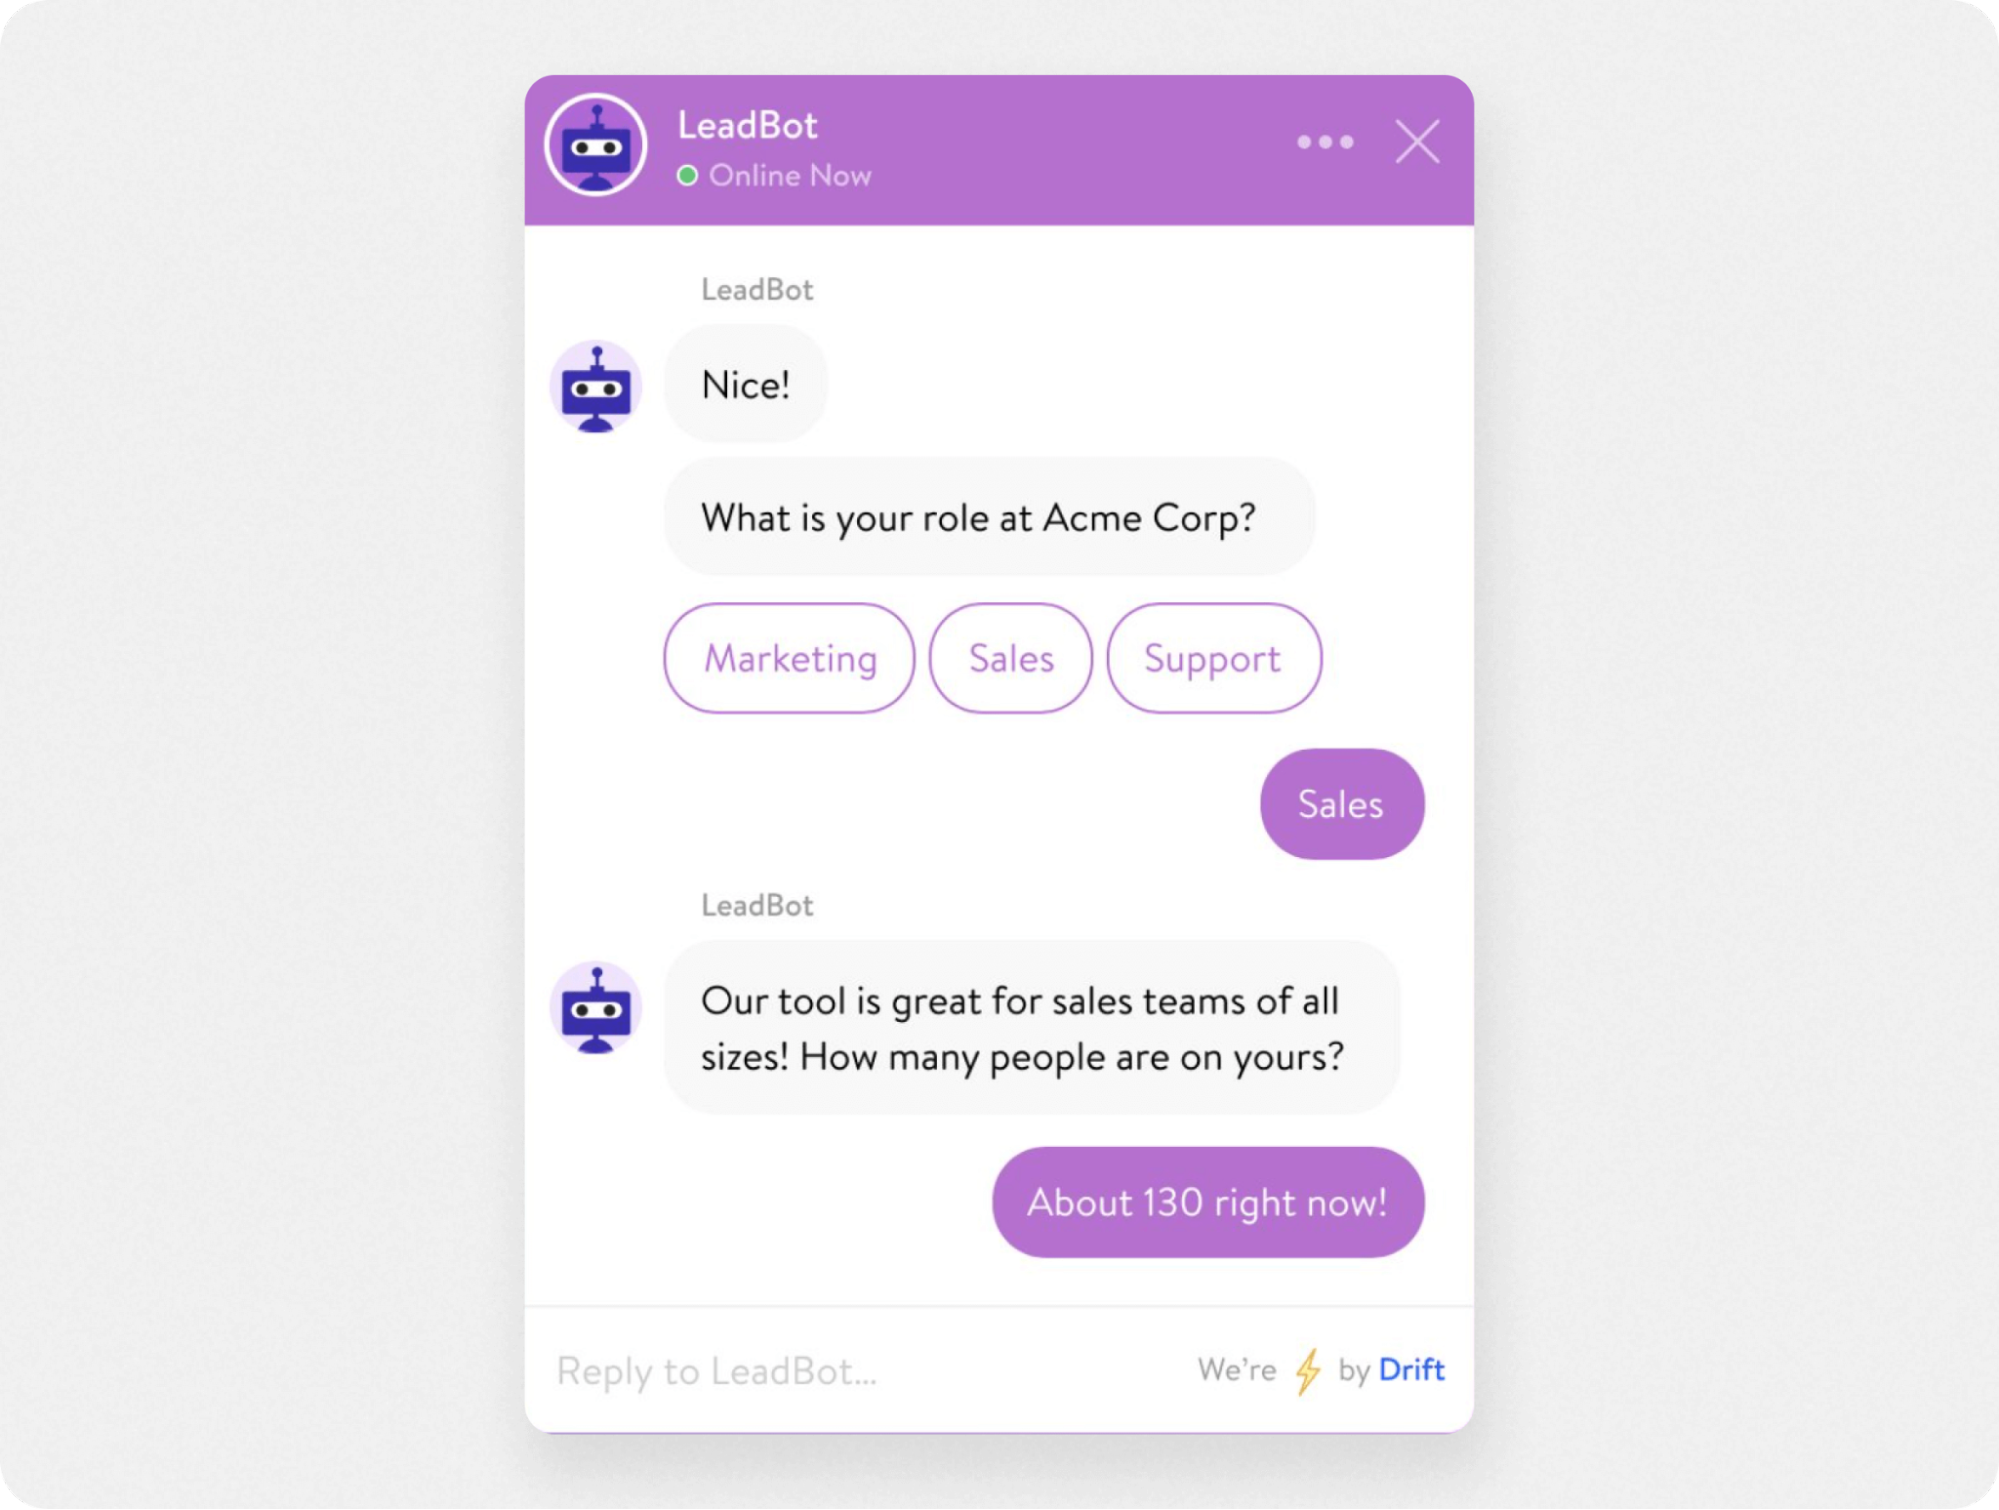 LeadBot
Online Now
LeadBot
Nice!
What is your role at Acme Corp?
Marketing
Sales
Support
Sales
LeadBot
Our tool is great for sales teams of all
sizes! How many people are on yours?
About 130 right now!
Reply to LeadBot...
We're ⚡ by Drift